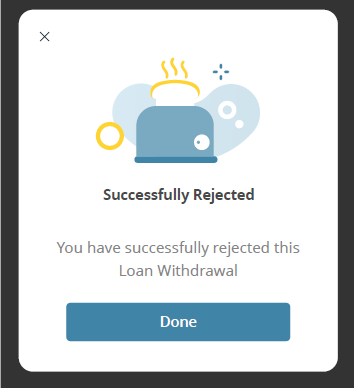 Successfully Rejected
You have successfully rejected this
Loan Withdrawal
Done